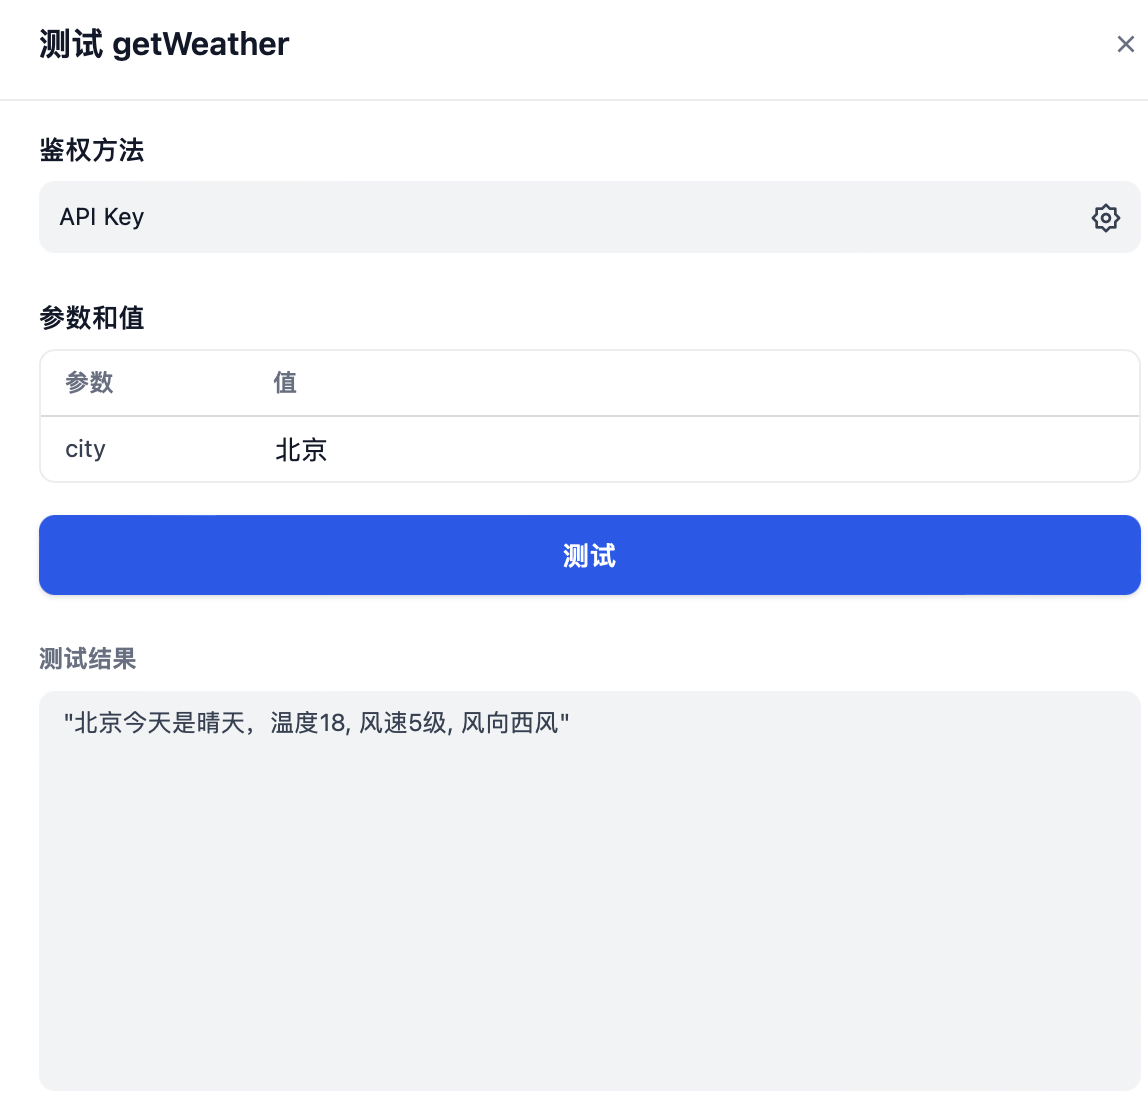 测试 getWeather
鉴权方法
API Key
参数和值
参数 值
city 北京
测试
测试结果
"北京今天是晴天，温度18, 风速5级, 风向西风"